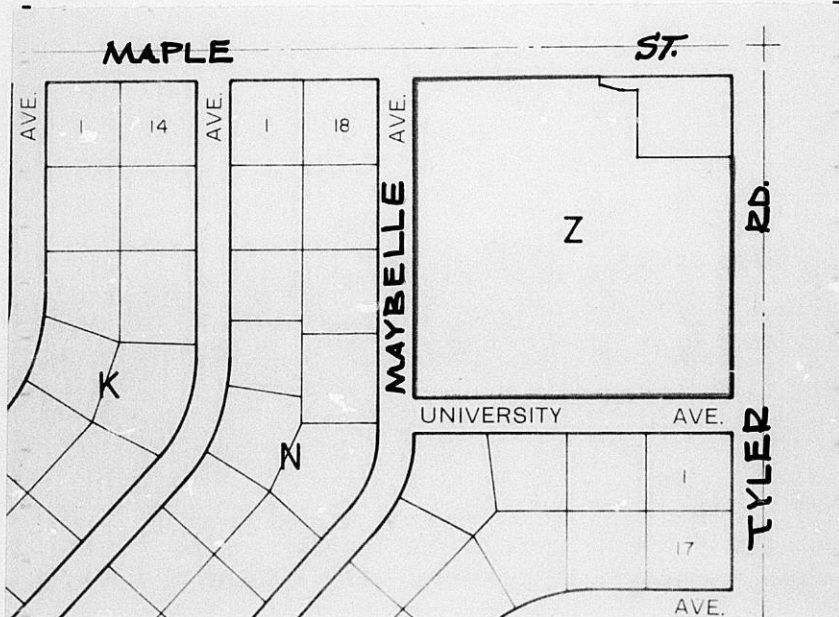 MAPLE ST.
AVE. AVE. AVE.
1 14 1 18
MAYBELLE
Z
RD.
K
N
UNIVERSITY AVE.
TYLER
1
17
AVE.